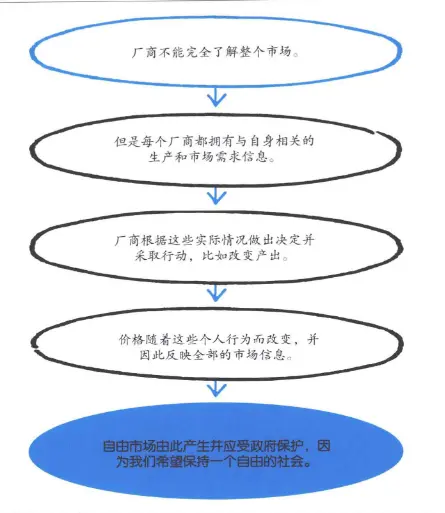 厂商不能完全了解整个市场。
但是每个厂商都拥有与自身相关的
生产和市场需求信息。
厂商根据这些实际情况做出决定并
采取行动，比如改变产出。
价格随着这些个人行为而改变，并
因此反映全部的市场信息。
自由市场由此产生并应受政府保护，因
为我们希望保持一个自由的社会。